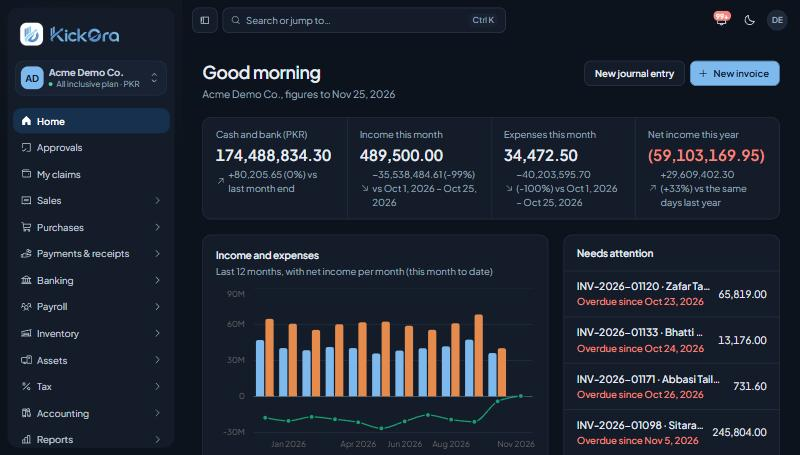 KickOra
Search or jump to...
Ctrl K
99+
DE
AD
Acme Demo Co.
All inclusive plan · PKR
Home
Approvals
My claims
Sales
Purchases
Payments & receipts
Banking
Payroll
Inventory
Assets
Tax
Accounting
Reports
Good morning
Acme Demo Co., figures to Nov 25, 2026
New journal entry
+ New invoice
Cash and bank (PKR)
174,488,834.30
+80,205.65 (0%) vs
last month end
Income this month
489,500.00
−35,538,484.61 (-99%)
vs Oct 1, 2026 – Oct 25,
2026
Expenses this month
34,472.50
−40,203,595.70
(-100%) vs Oct 1, 2026
– Oct 25, 2026
Net income this year
(59,103,169.95)
+29,609,402.30
(+33%) vs the same
days last year
Income and expenses
Last 12 months, with net income per month (this month to date)
90M
60M
30M
0
-30M
Jan 2026
Apr 2026
Jun 2026
Aug 2026
Nov 2026
Needs attention
INV-2026-01120 · Zafar Ta...
65,819.00
Overdue since Oct 23, 2026
INV-2026-01133 · Bhatti ...
13,176.00
Overdue since Oct 24, 2026
INV-2026-01171 · Abbasi Tail...
731.60
Overdue since Oct 26, 2026
INV-2026-01098 · Sitara...
245,804.00
Overdue since Nov 5, 2026